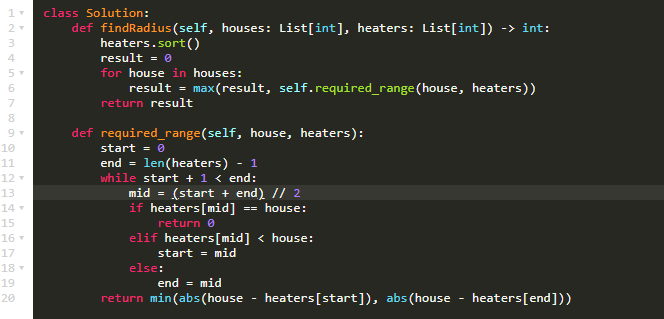 1 class Solution:
2     def findRadius(self, houses: List[int], heaters: List[int]) -> int:
3         heaters.sort()
4         result = 0
5         for house in houses:
6             result = max(result, self.required_range(house, heaters))
7         return result
8
9     def required_range(self, house, heaters):
10         start = 0
11         end = len(heaters) - 1
12         while start + 1 < end:
13             mid = (start + end) // 2
14             if heaters[mid] == house:
15                 return 0
16             elif heaters[mid] < house:
17                 start = mid
18             else:
19                 end = mid
20         return min(abs(house - heaters[start]), abs(house - heaters[end]))